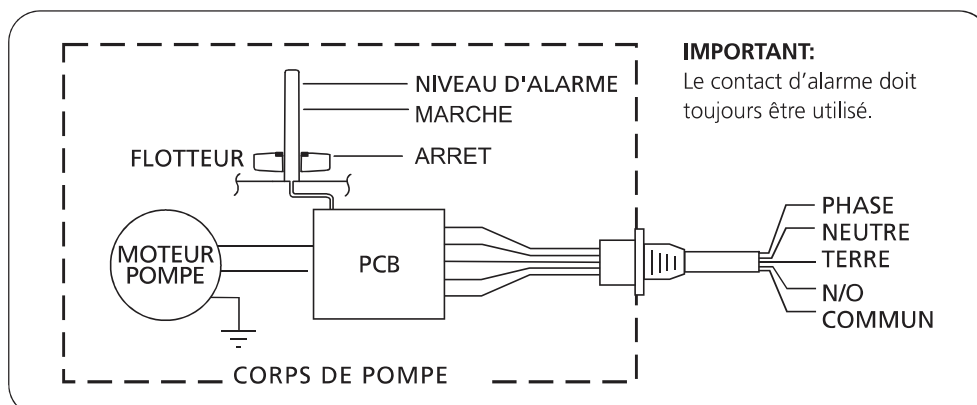 IMPORTANT:
Le contact d'alarme doit
toujours être utilisé.
NIVEAU D'ALARME
MARCHE
FLOTTEUR
ARRET
MOTEUR
POMPE
PCB
PHASE
NEUTRE
TERRE
N/O
COMMUN
CORPS DE POMPE